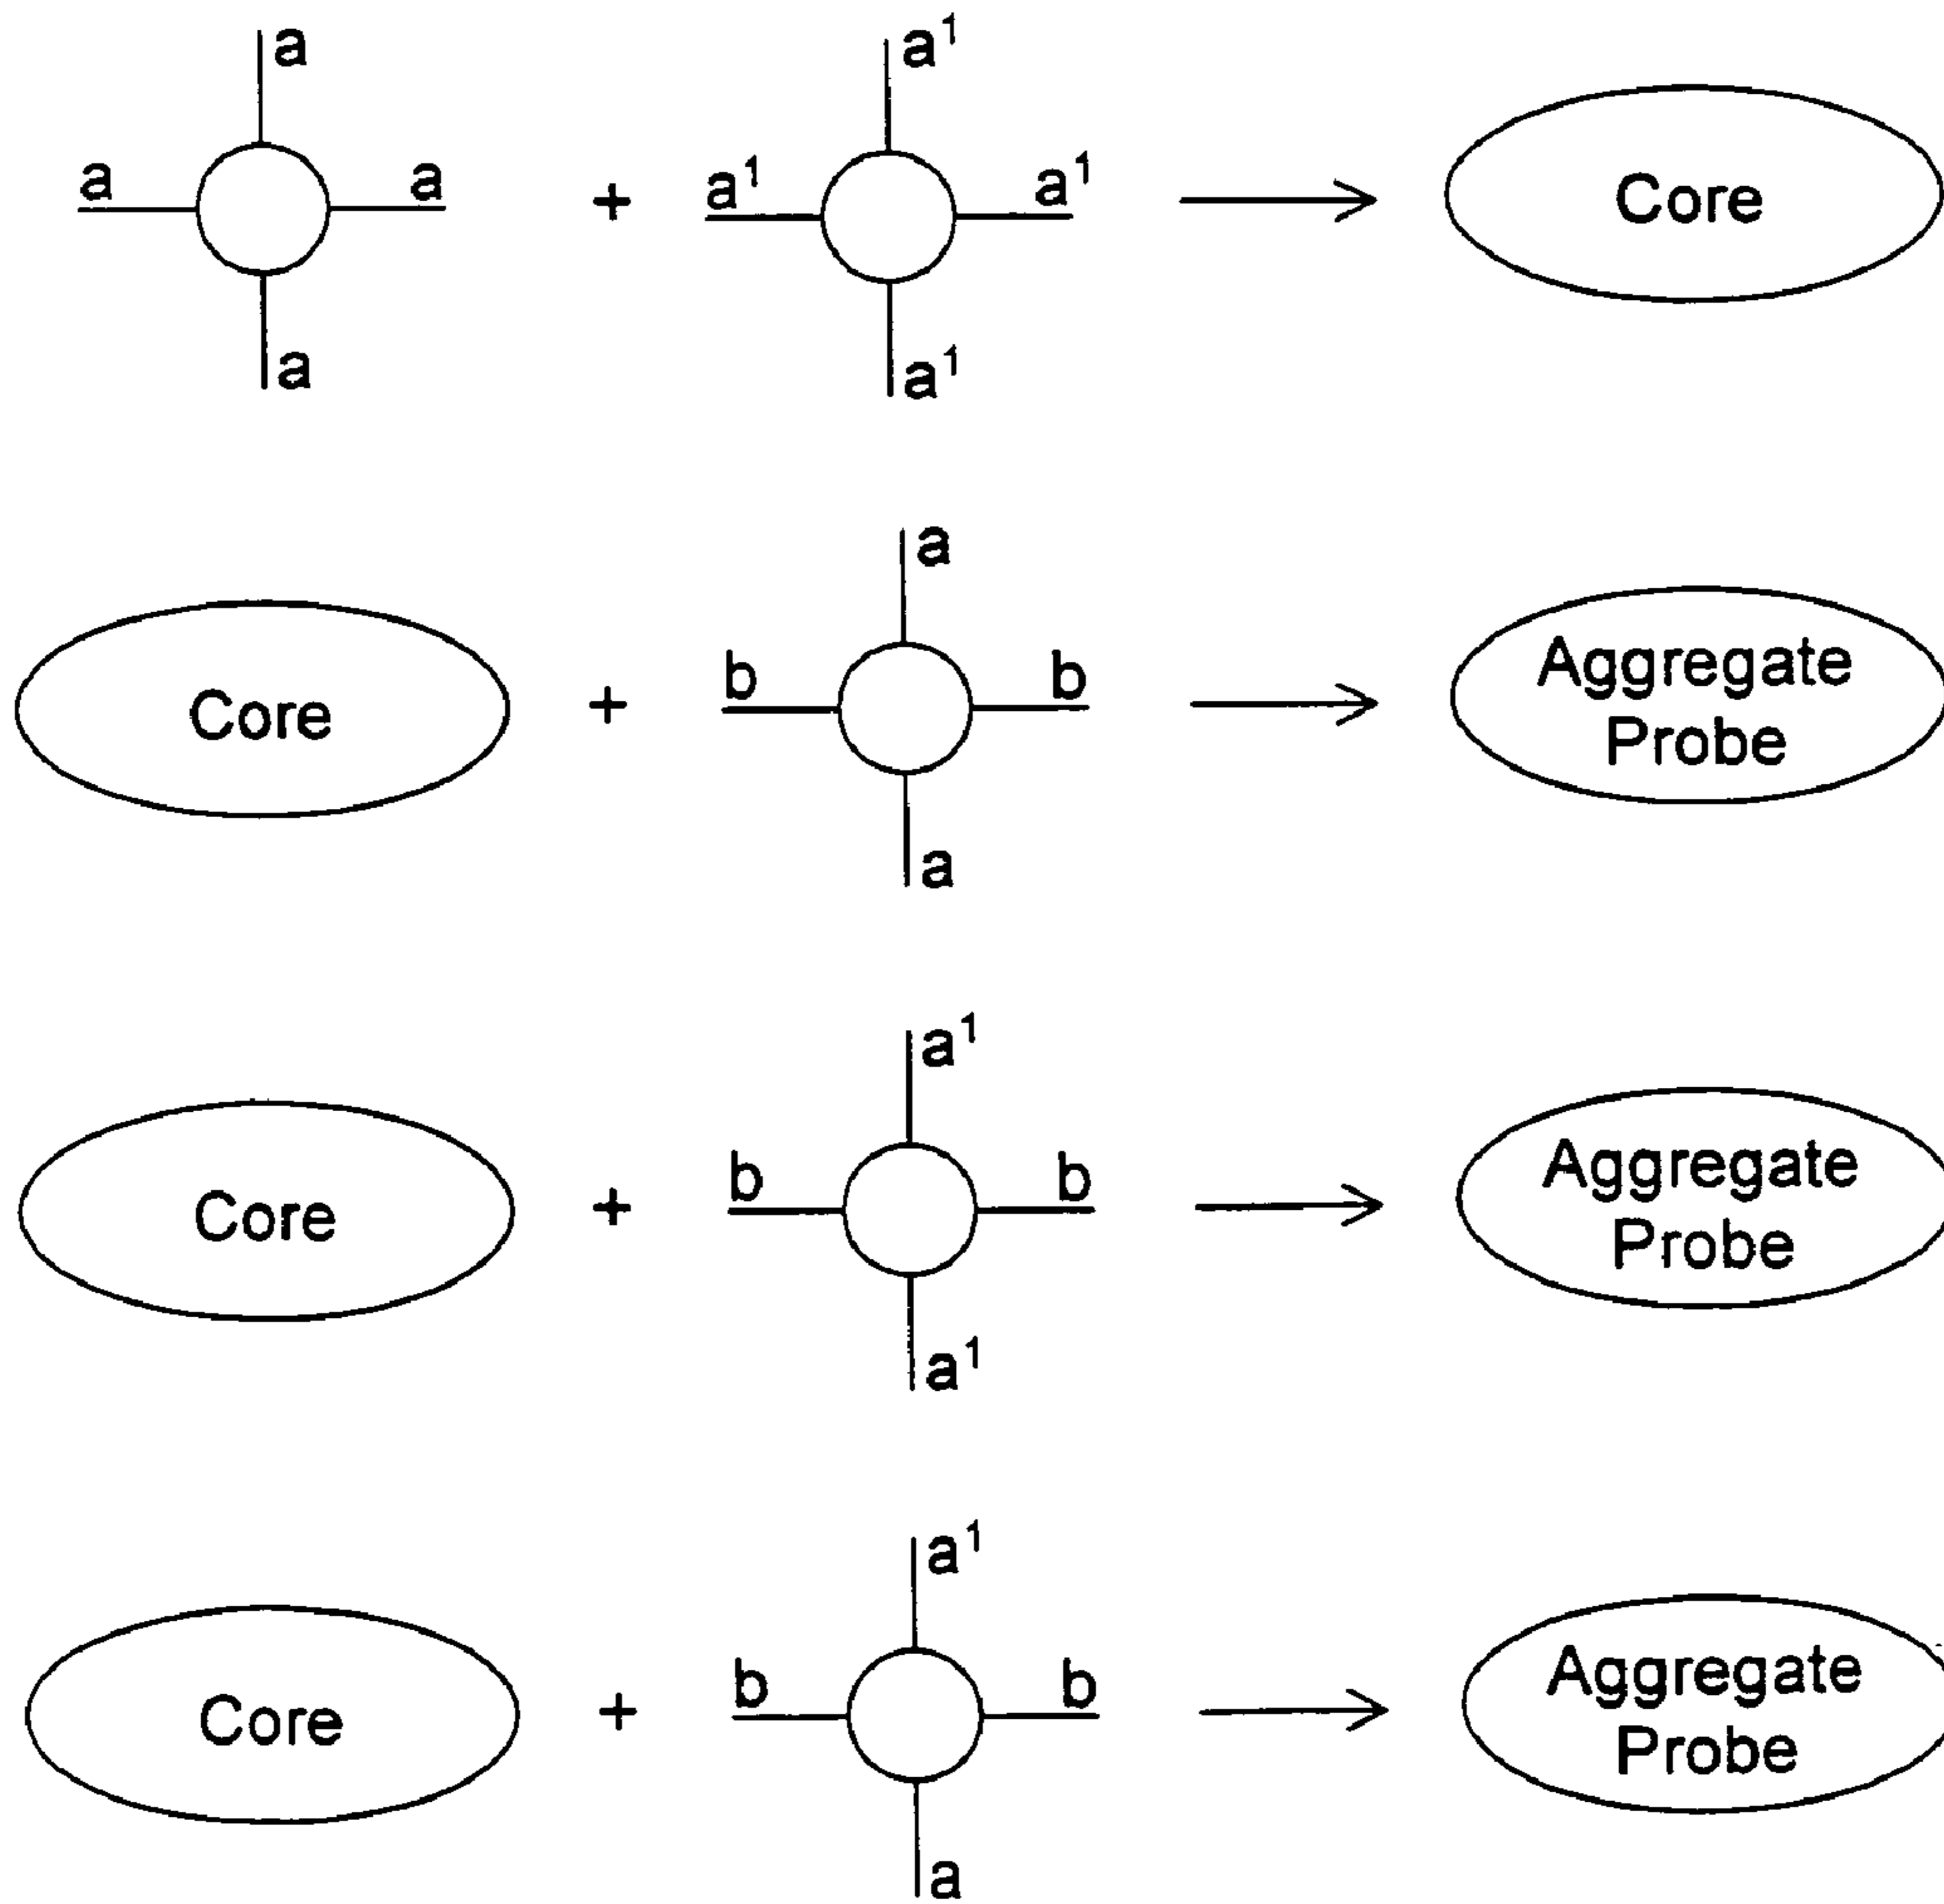 a a¹
a a + a¹ a¹ Core
a a¹
a
Core + b b Aggregate
Probe
a
a¹
Core + b b Aggregate
Probe
a¹
a¹
Core + b b Aggregate
Probe
a